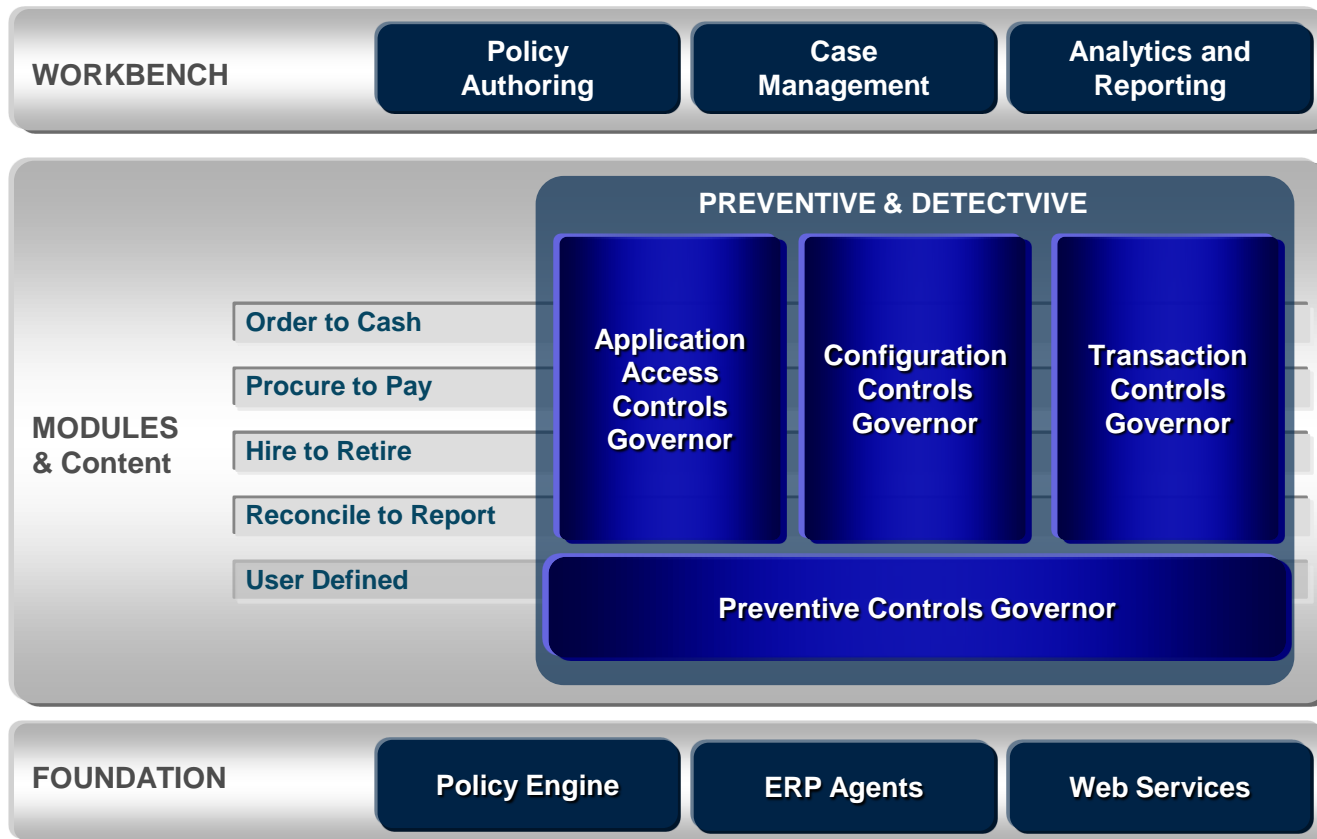 WORKBENCH
Policy
Authoring
Case
Management
Analytics and
Reporting
PREVENTIVE & DETECTVIVE
MODULES
& Content
Order to Cash
Procure to Pay
Hire to Retire
Reconcile to Report
User Defined
Application
Access
Controls
Governor
Configuration
Controls
Governor
Transaction
Controls
Governor
Preventive Controls Governor
FOUNDATION
Policy Engine
ERP Agents
Web Services